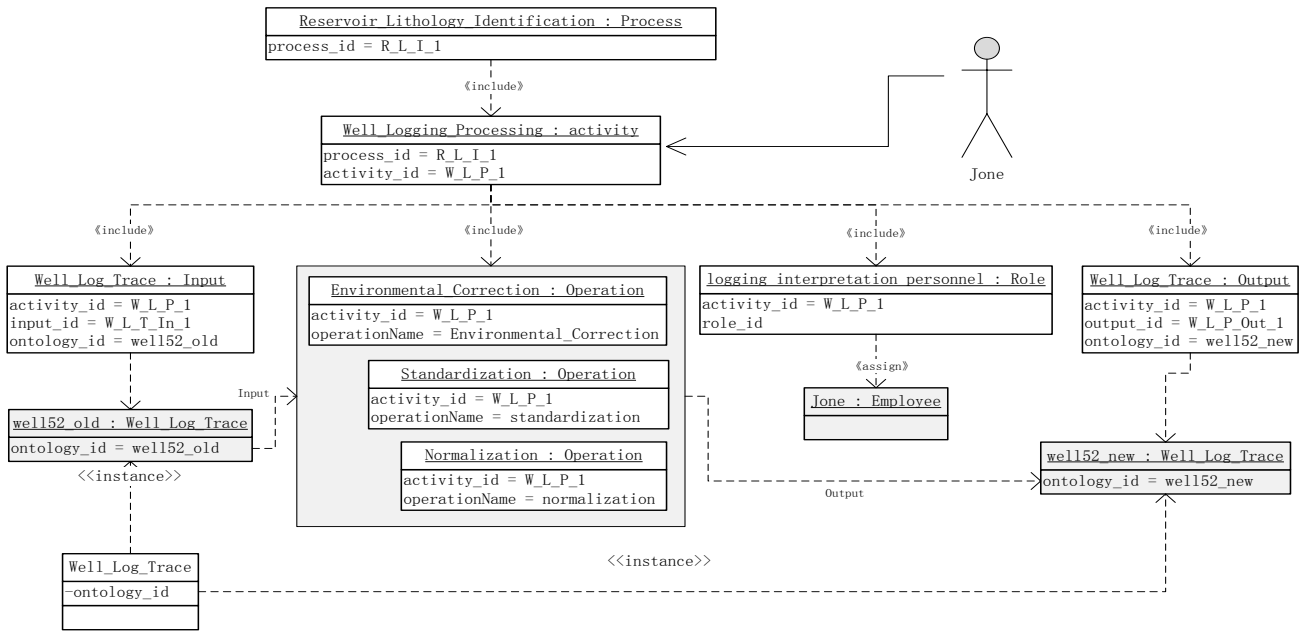 Reservoir_Lithology_Identification : Process
process_id = R_L_I_1
《include》
Well_Logging_Processing : activity
process_id = R_L_I_1
activity_id = W_L_P_1
Jone
《include》
《include》
《include》
《include》
Well_Log_Trace : Input
activity_id = W_L_P_1
input_id = W_L_T_In_1
ontology_id = well52_old
Environmental_Correction : Operation
activity_id = W_L_P_1
operationName = Environmental_Correction
Standardization : Operation
activity_id = W_L_P_1
operationName = standardization
Normalization : Operation
activity_id = W_L_P_1
operationName = normalization
logging interpretation personnel : Role
activity_id = W_L_P_1
role_id
《assign》
Jone : Employee
Well_Log_Trace : Output
activity_id = W_L_P_1
output_id = W_L_P_Out_1
ontology_id = well52_new
Input
well52_old : Well_Log_Trace
ontology_id = well52_old
<<instance>>
well52_new : Well_Log_Trace
ontology_id = well52_new
Output
<<instance>>
Well_Log_Trace
-ontology_id